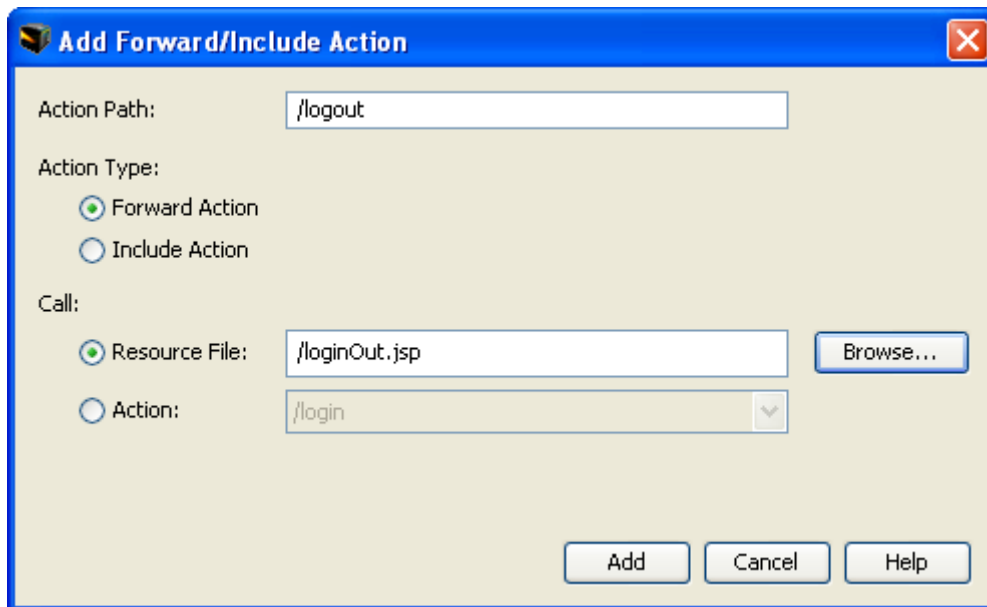 Add Forward/Include Action
Action Path: /logout
Action Type:
Forward Action
Include Action
Call:
Resource File: /loginOut.jsp Browse...
Action: /login
Add Cancel Help